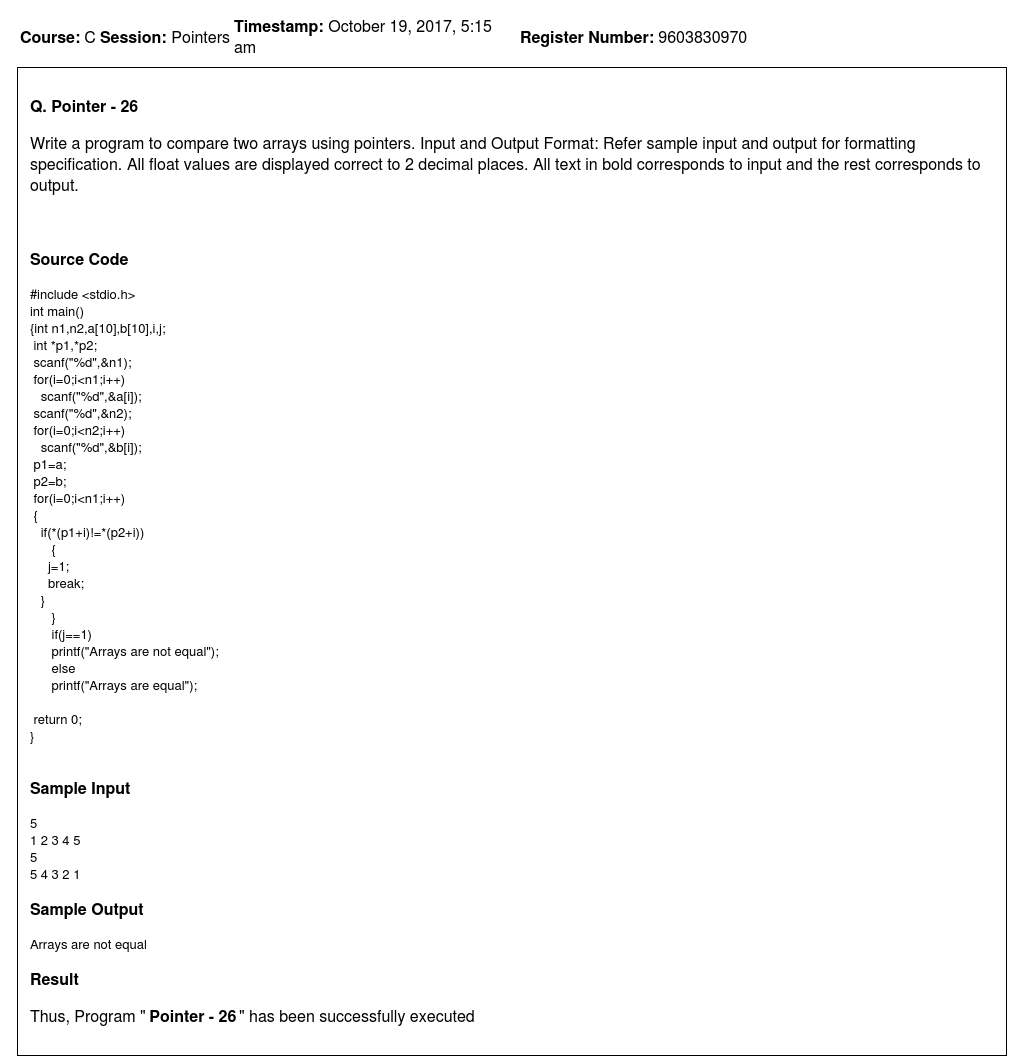 Course: C Session: Pointers Timestamp: October 19, 2017, 5:15 am Register Number: 9603830970
Q. Pointer - 26
Write a program to compare two arrays using pointers. Input and Output Format: Refer sample input and output for formatting
specification. All float values are displayed correct to 2 decimal places. All text in bold corresponds to input and the rest corresponds to
output.
Source Code
#include <stdio.h>
int main()
{int n1,n2,a[10],b[10],i,j;
 int *p1,*p2;
 scanf("%d",&n1);
 for(i=0;i<n1;i++)
   scanf("%d",&a[i]);
 scanf("%d",&n2);
 for(i=0;i<n2;i++)
   scanf("%d",&b[i]);
 p1=a;
 p2=b;
 for(i=0;i<n1;i++)
 {
   if(*(p1+i)!=*(p2+i))
      {
     j=1;
     break;
   }
      }
      if(j==1)
      printf("Arrays are not equal");
      else
      printf("Arrays are equal");
 return 0;
}
Sample Input
5
1 2 3 4 5
5
5 4 3 2 1
Sample Output
Arrays are not equal
Result
Thus, Program " Pointer - 26 " has been successfully executed